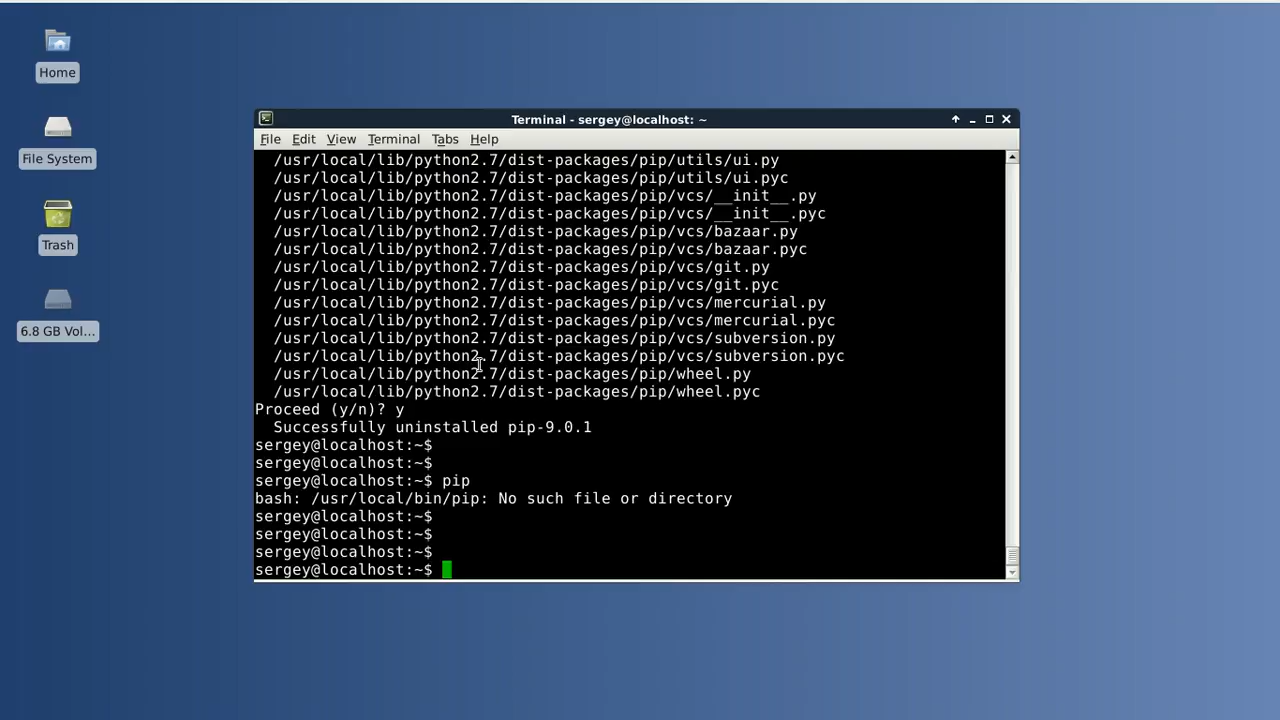 Home
File System
Trash
6.8 GB Vol...
Terminal - sergey@localhost: ~
File Edit View Terminal Tabs Help
/usr/local/lib/python2.7/dist-packages/pip/utils/ui.py
/usr/local/lib/python2.7/dist-packages/pip/utils/ui.pyc
/usr/local/lib/python2.7/dist-packages/pip/vcs/__init__.py
/usr/local/lib/python2.7/dist-packages/pip/vcs/__init__.pyc
/usr/local/lib/python2.7/dist-packages/pip/vcs/bazaar.py
/usr/local/lib/python2.7/dist-packages/pip/vcs/bazaar.pyc
/usr/local/lib/python2.7/dist-packages/pip/vcs/git.py
/usr/local/lib/python2.7/dist-packages/pip/vcs/git.pyc
/usr/local/lib/python2.7/dist-packages/pip/vcs/mercurial.py
/usr/local/lib/python2.7/dist-packages/pip/vcs/mercurial.pyc
/usr/local/lib/python2.7/dist-packages/pip/vcs/subversion.py
/usr/local/lib/python2.7/dist-packages/pip/vcs/subversion.pyc
/usr/local/lib/python2.7/dist-packages/pip/wheel.py
/usr/local/lib/python2.7/dist-packages/pip/wheel.pyc
Proceed (y/n)? y
Successfully uninstalled pip-9.0.1
sergey@localhost:~$
sergey@localhost:~$
sergey@localhost:~$ pip
bash: /usr/local/bin/pip: No such file or directory
sergey@localhost:~$
sergey@localhost:~$
sergey@localhost:~$
sergey@localhost:~$